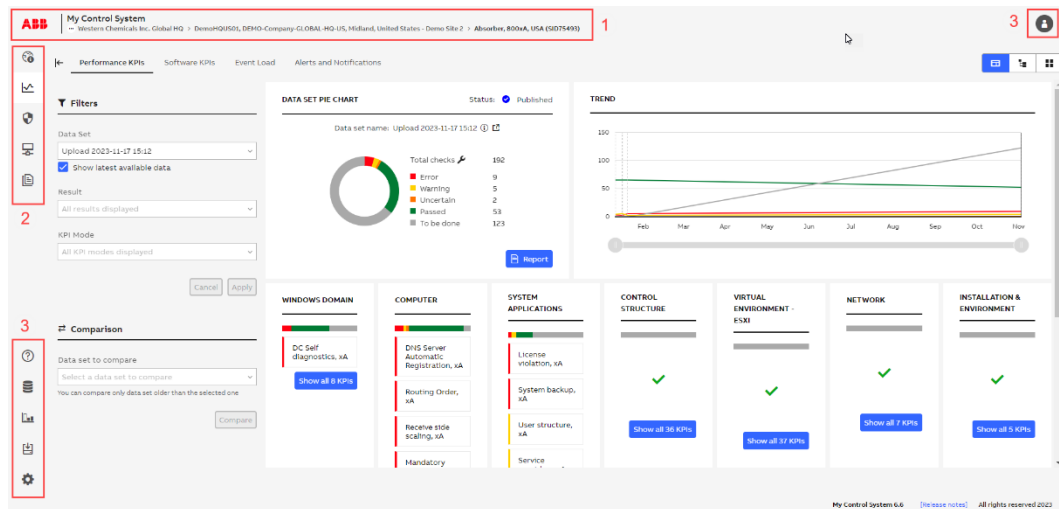 ABB
My Control System
··· Western Chemicals Inc. Global HQ > DemoHQUS01, DEMO-Company-GLOBAL-HQ-US, Midland, United States - Demo Site 2 > Absorber, 800xA, USA (SID75493)
1
3
Performance KPIs
Software KPIs
Event Load
Alerts and Notifications
2
Filters
Data Set
Upload 2023-11-17 15:12
Show latest available data
Result
All results displayed
KPI Mode
All KPI modes displayed
Cancel
Apply
3
Comparison
Data set to compare
Select a data set to compare
You can compare only data set older than the selected one
Compare
DATA SET PIE CHART
Status:
Published
Data set name: Upload 2023-11-17 15:12
Total checks 192
Error 9
Warning 5
Uncertain 2
Passed 53
To be done 123
Report
TREND
150
100
50
0
Feb Mar Apr May Jun Jul Aug Sep Oct Nov
WINDOWS DOMAIN
DC Self
diagnostics, xA
Show all 8 KPIs
COMPUTER
DNS Server
Automatic
Registration, xA
Routing Order,
xA
Receive side
scaling, xA
Mandatory
SYSTEM
APPLICATIONS
License
violation, xA
System backup,
xA
User structure,
xA
Service
CONTROL
STRUCTURE
Show all 36 KPIs
VIRTUAL
ENVIRONMENT -
ESXI
Show all 37 KPIs
NETWORK
Show all 7 KPIs
INSTALLATION &
ENVIRONMENT
Show all 5 KPIs
My Control System 6.6
[Release notes]
All rights reserved 2023